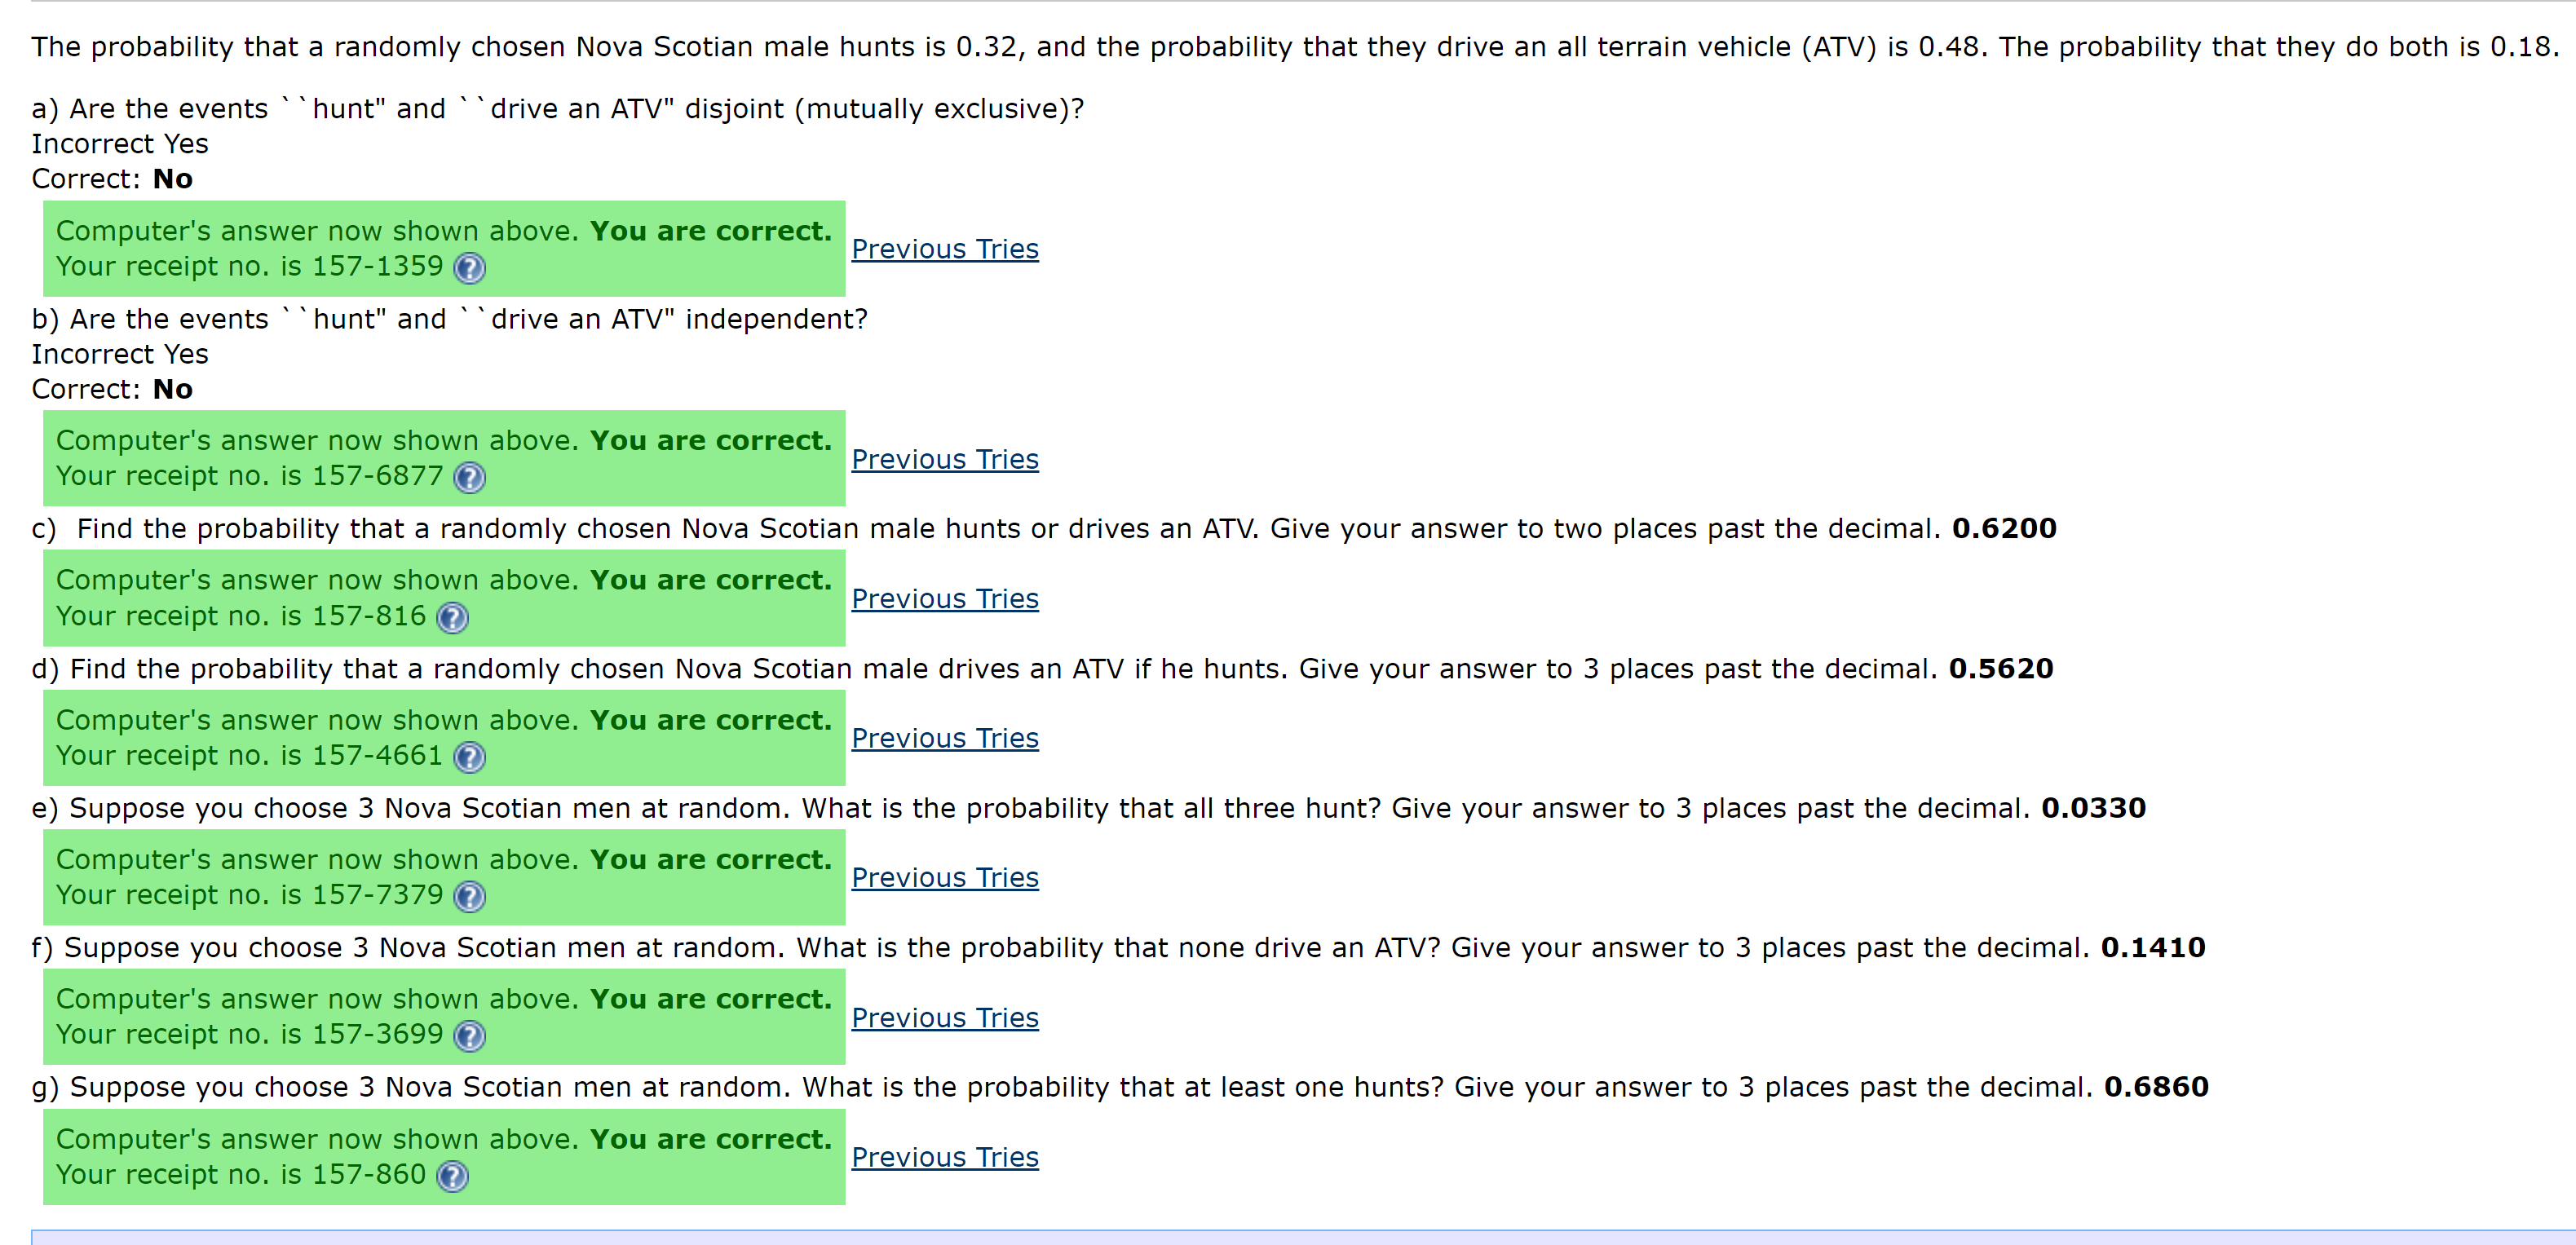 The probability that a randomly chosen Nova Scotian male hunts is 0.32, and the probability that they drive an all terrain vehicle (ATV) is 0.48. The probability that they do both is 0.18.
a) Are the events ``hunt" and ``drive an ATV" disjoint (mutually exclusive)?
Incorrect Yes
Correct: No
Computer's answer now shown above. You are correct.
Your receipt no. is 157-1359 ?
Previous Tries
b) Are the events ``hunt" and ``drive an ATV" independent?
Incorrect Yes
Correct: No
Computer's answer now shown above. You are correct.
Your receipt no. is 157-6877 ?
Previous Tries
c)  Find the probability that a randomly chosen Nova Scotian male hunts or drives an ATV. Give your answer to two places past the decimal. 0.6200
Computer's answer now shown above. You are correct.
Your receipt no. is 157-816 ?
Previous Tries
d) Find the probability that a randomly chosen Nova Scotian male drives an ATV if he hunts. Give your answer to 3 places past the decimal. 0.5620
Computer's answer now shown above. You are correct.
Your receipt no. is 157-4661 ?
Previous Tries
e) Suppose you choose 3 Nova Scotian men at random. What is the probability that all three hunt? Give your answer to 3 places past the decimal. 0.0330
Computer's answer now shown above. You are correct.
Your receipt no. is 157-7379 ?
Previous Tries
f) Suppose you choose 3 Nova Scotian men at random. What is the probability that none drive an ATV? Give your answer to 3 places past the decimal. 0.1410
Computer's answer now shown above. You are correct.
Your receipt no. is 157-3699 ?
Previous Tries
g) Suppose you choose 3 Nova Scotian men at random. What is the probability that at least one hunts? Give your answer to 3 places past the decimal. 0.6860
Computer's answer now shown above. You are correct.
Your receipt no. is 157-860 ?
Previous Tries